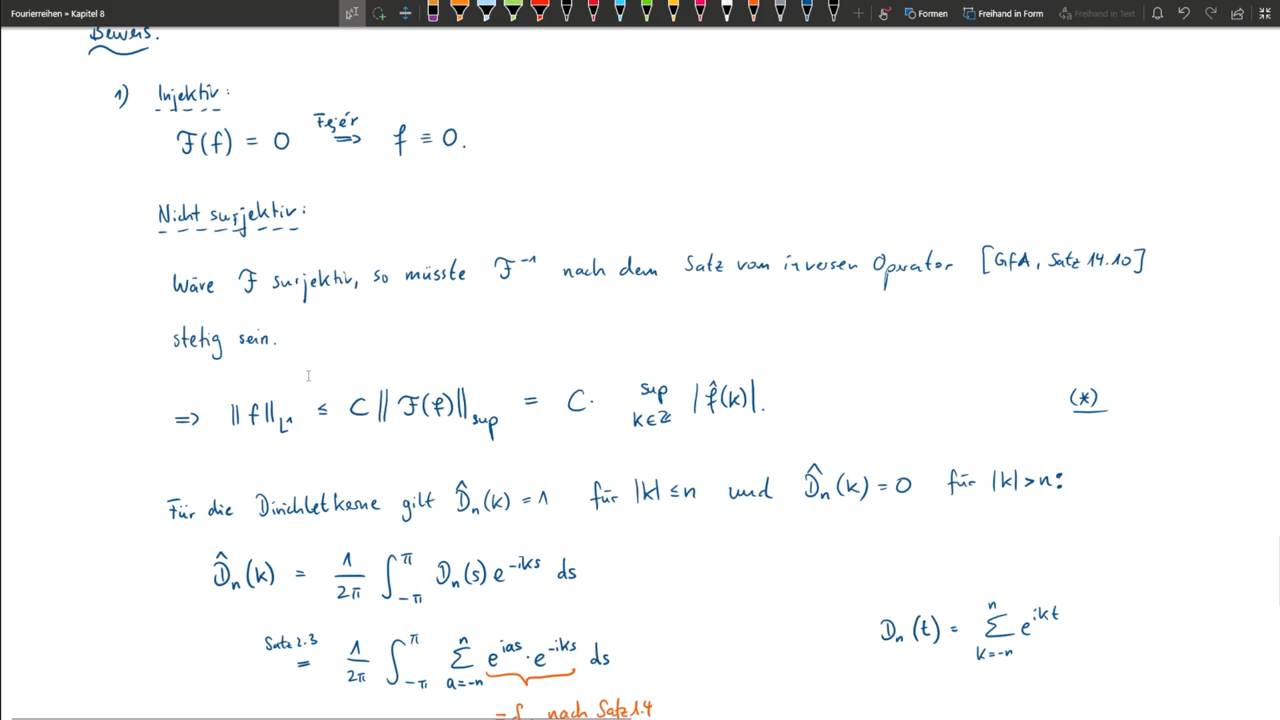 Fourierreihen » Kapitel 8
Formen
Freihand in Form
Freihand in Text
Beweis.
1) Injektiv:
F(f) = 0 Fejér ⟹ f ≡ 0.
Nicht surjektiv:
Wäre F surjektiv, so müsste F⁻¹ nach dem Satz vom inversen Operator [GfA, Satz 14.10]
stetig sein.
⟹ ‖f‖_L¹ ≤ C‖F(f)‖_sup = C· sup_{k∈ℤ} |f̂(k)|. (*)
Für die Dirichletkerne gilt D̂ₙ(k) = 1 für |k| ≤ n und D̂ₙ(k) = 0 für |k| > n:
D̂ₙ(k) = 1/2π ∫_{-π}^{π} Dₙ(s) e^{-iks} ds
Satz 2.3 = 1/2π ∫_{-π}^{π} Σ_{a=-n}^{n} e^{ias} · e^{-iks} ds
Dₙ(t) = Σ_{k=-n}^{n} e^{ikt}
nach Satz 1.4